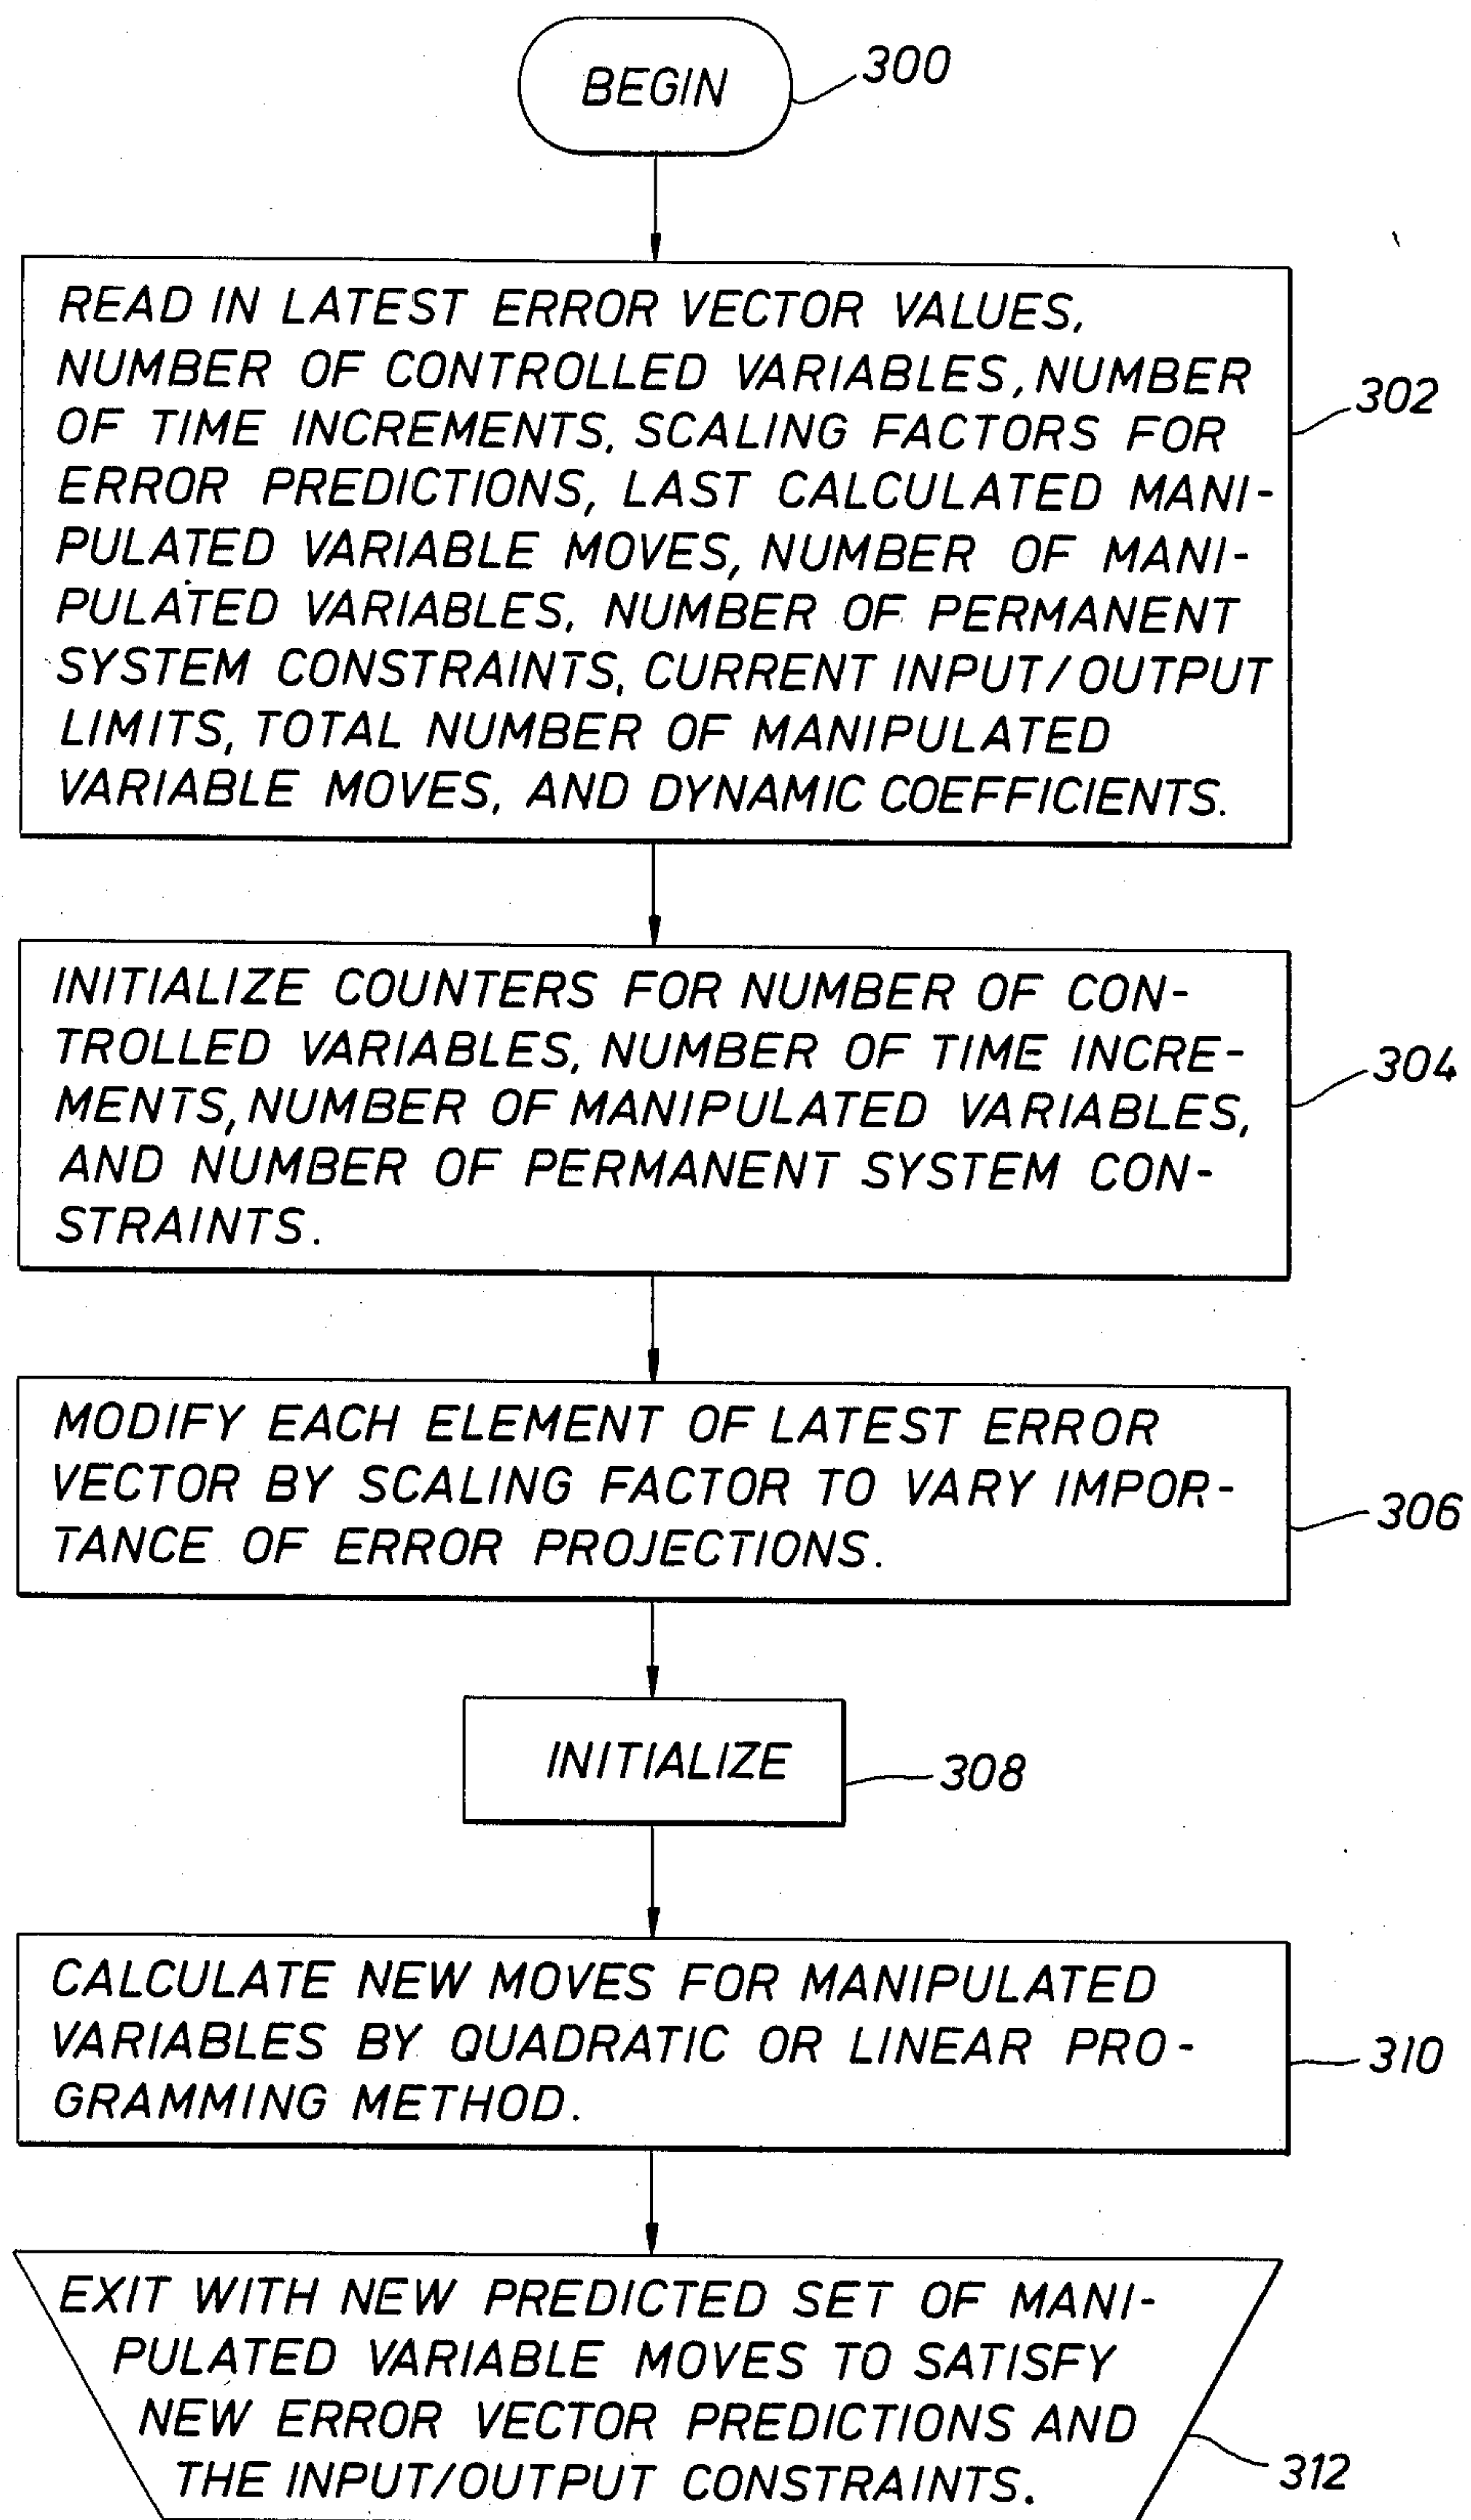 BEGIN
300
READ IN LATEST ERROR VECTOR VALUES,
NUMBER OF CONTROLLED VARIABLES, NUMBER
OF TIME INCREMENTS, SCALING FACTORS FOR
ERROR PREDICTIONS, LAST CALCULATED MANI-
PULATED VARIABLE MOVES, NUMBER OF MANI-
PULATED VARIABLES, NUMBER OF PERMANENT
SYSTEM CONSTRAINTS, CURRENT INPUT/OUTPUT
LIMITS, TOTAL NUMBER OF MANIPULATED
VARIABLE MOVES, AND DYNAMIC COEFFICIENTS.
302
INITIALIZE COUNTERS FOR NUMBER OF CON-
TROLLED VARIABLES, NUMBER OF TIME INCRE-
MENTS, NUMBER OF MANIPULATED VARIABLES,
AND NUMBER OF PERMANENT SYSTEM CON-
STRAINTS.
304
MODIFY EACH ELEMENT OF LATEST ERROR
VECTOR BY SCALING FACTOR TO VARY IMPOR-
TANCE OF ERROR PROJECTIONS.
306
INITIALIZE
308
CALCULATE NEW MOVES FOR MANIPULATED
VARIABLES BY QUADRATIC OR LINEAR PRO-
GRAMMING METHOD.
310
EXIT WITH NEW PREDICTED SET OF MANI-
PULATED VARIABLE MOVES TO SATISFY
NEW ERROR VECTOR PREDICTIONS AND
THE INPUT/OUTPUT CONSTRAINTS.
312